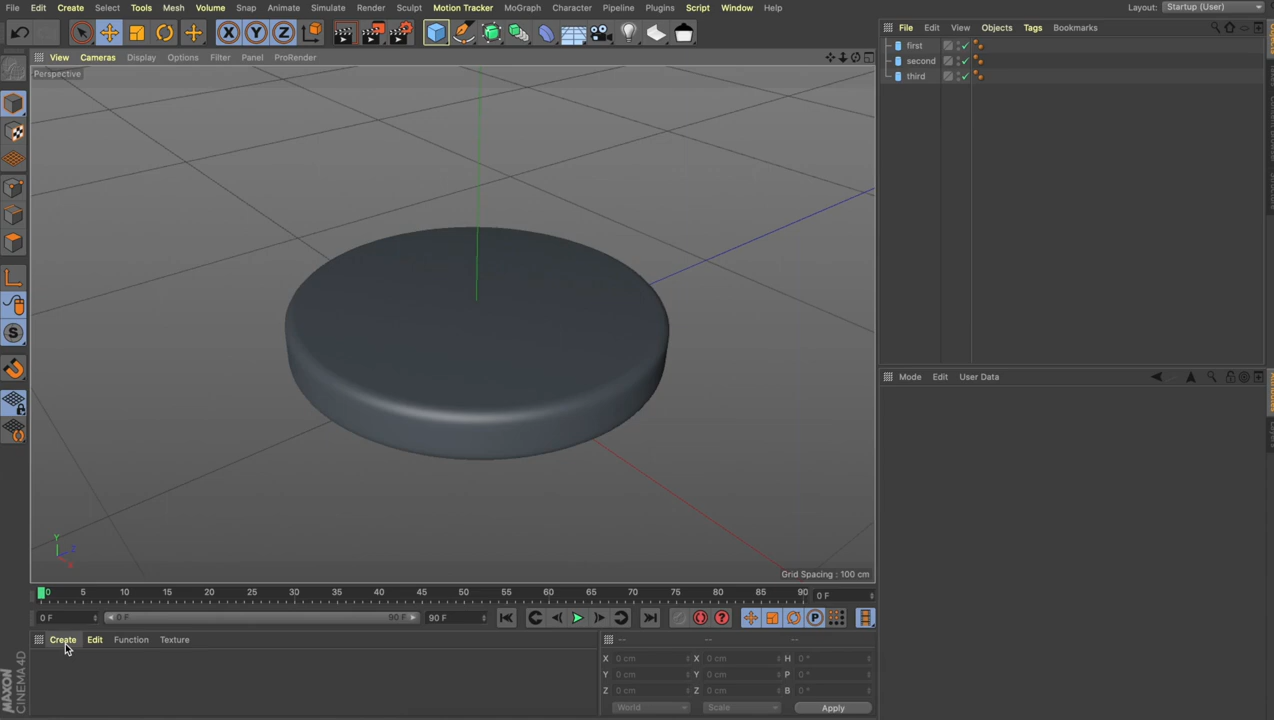 File Edit Create Select Tools Mesh Volume Snap Animate Simulate Render Sculpt Motion Tracker MoGraph Character Pipeline Plugins Script Window Help Layout: Startup (User)
X Y Z
View Cameras Display Options Filter Panel ProRender
File Edit View Objects Tags Bookmarks
Perspective
first
second
third
S
Mode Edit User Data
Y
Z
X
Grid Spacing : 100 cm
0 5 10 15 20 25 30 35 40 45 50 55 60 65 70 75 80 85 90 0 F
0 F 0 F 90 F 90 F P
Create Edit Function Texture -- -- --
X 0 cm X 0 cm H 0 °
Y 0 cm Y 0 cm P 0 °
Z 0 cm Z 0 cm B 0 °
World Scale Apply
MAXON
CINEMA 4D